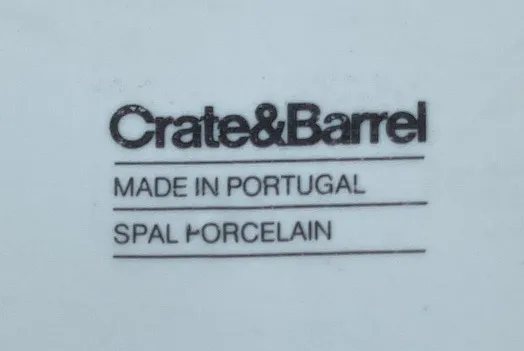 Crate&Barrel
MADE IN PORTUGAL
SPAL PORCELAIN